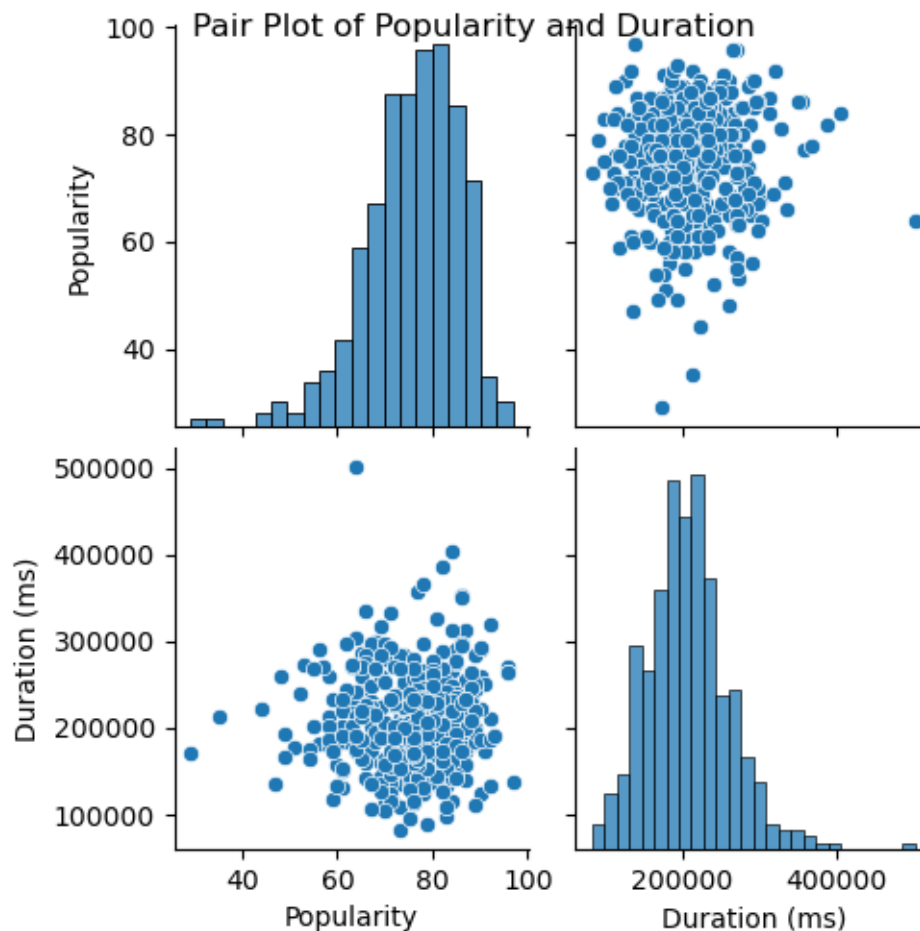 Pair Plot of Popularity and Duration
100
80
60
40
Popularity
500000
400000
300000
200000
100000
Duration (ms)
40 60 80 100
200000 400000
Popularity
Duration (ms)